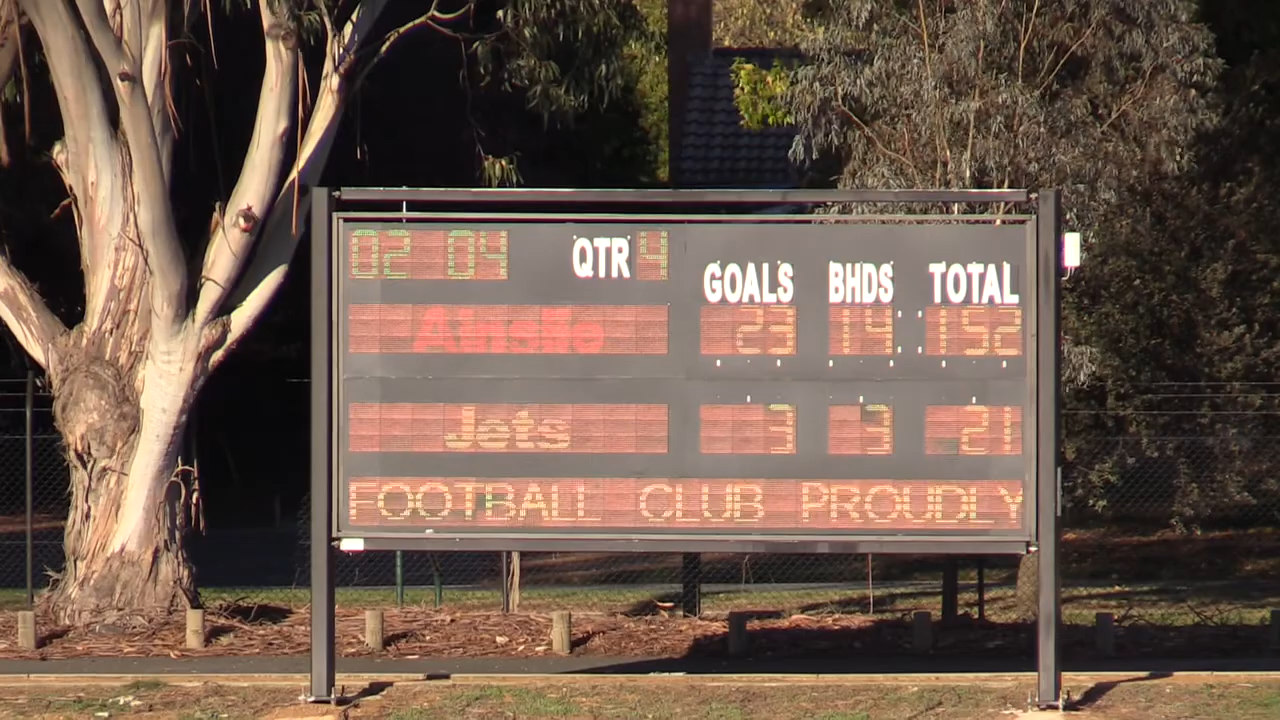 02 04 QTR 4
GOALS BHDS TOTAL
Ainslie 23 14 152
Jets 3 3 21
FOOTBALL CLUB PROUDLY